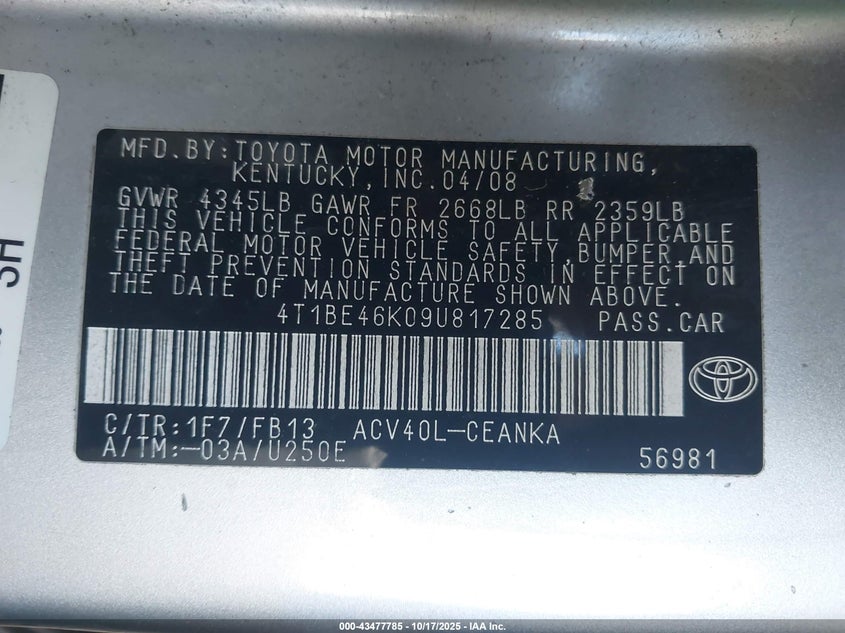 MFD.BY:TOYOTA MOTOR MANUFACTURING,
KENTUCKY,INC.04/08
GVWR 4345LB GAWR FR 2668LB RR 2359LB
THIS VEHICLE CONFORMS TO ALL APPLICABLE
FEDERAL MOTOR VEHICLE SAFETY,BUMPER,AND
THEFT PREVENTION STANDARDS IN EFFECT ON
THE DATE OF MANUFACTURE SHOWN ABOVE.
4T1BE46K09U817285 PASS.CAR
C/TR:1F7/FB13 ACV40L-CEANKA
A/TM:-03A/U250E 56981
000-43477785 - 10/17/2025 - IAA Inc.